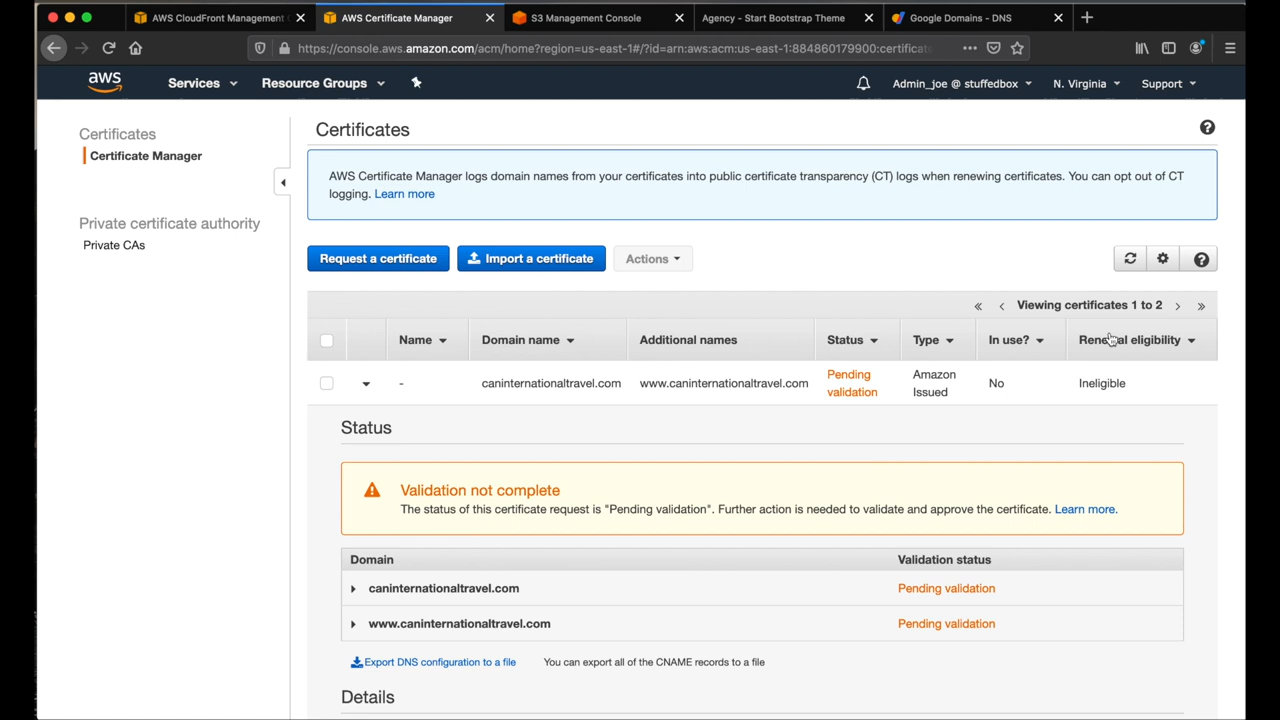 AWS CloudFront Management C
AWS Certificate Manager
S3 Management Console
Agency - Start Bootstrap Theme
Google Domains - DNS
https://console.aws.amazon.com/acm/home?region=us-east-1#/?id=arn:aws:acm:us-east-1:884860179900:certificate
aws
Services
Resource Groups
Admin_joe @ stuffedbox
N. Virginia
Support
Certificates
Certificate Manager
Private certificate authority
Private CAs
Certificates
AWS Certificate Manager logs domain names from your certificates into public certificate transparency (CT) logs when renewing certificates. You can opt out of CT
logging. Learn more
Request a certificate
Import a certificate
Actions
« ‹ Viewing certificates 1 to 2 › »
Name
Domain name
Additional names
Status
Type
In use?
Renewal eligibility
-
caninternationaltravel.com
www.caninternationaltravel.com
Pending
validation
Amazon
Issued
No
Ineligible
Status
Validation not complete
The status of this certificate request is "Pending validation". Further action is needed to validate and approve the certificate. Learn more.
Domain
Validation status
caninternationaltravel.com
Pending validation
www.caninternationaltravel.com
Pending validation
Export DNS configuration to a file
You can export all of the CNAME records to a file
Details